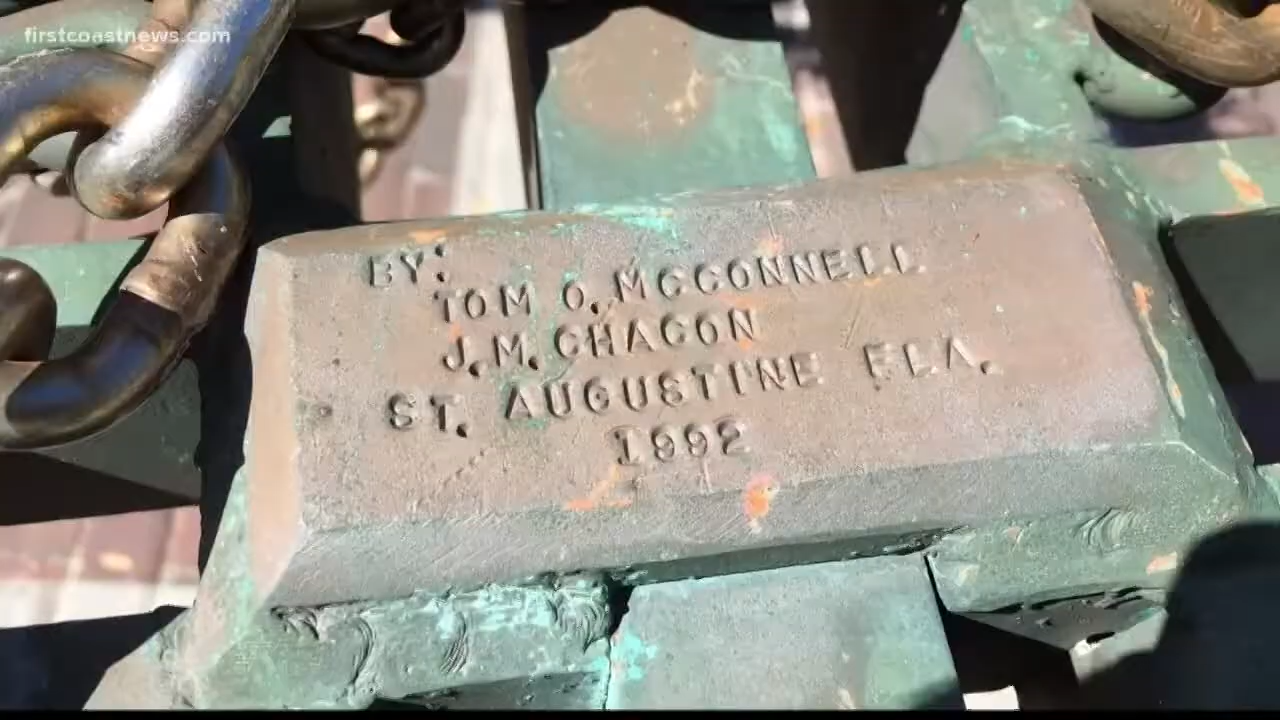 firstcoastnews.com
BY:
TOM O. MCCONNELL
J.M. CHACON
ST. AUGUSTINE FLA.
1992